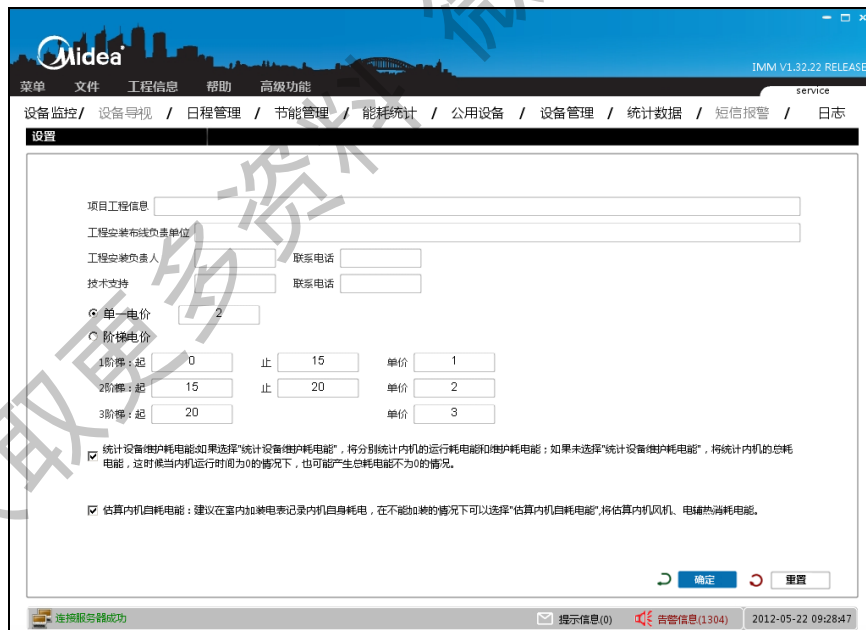 Midea
IMM V1.32.22 RELEASE
菜单 文件 工程信息 帮助 高级功能
service
设备监控/ 设备导视 / 日程管理 / 节能管理 / 能耗统计 / 公用设备 / 设备管理 / 统计数据 / 短信报警 / 日志
设置
项目工程信息
工程安装布线负责单位
工程安装负责人 联系电话
技术支持 联系电话
单一电价 2
阶梯电价
1阶梯：起 0 止 15 单价 1
2阶梯：起 15 止 20 单价 2
3阶梯：起 20 单价 3
统计设备维护耗电能:如果选择"统计设备维护耗电能"，将分别统计内机的运行耗电能和维护耗电能；如果未选择"统计设备维护耗电能"，将统计内机的总耗
电能，这时候当内机运行时间为0的情况下，也可能产生总耗电能不为0的情况。
估算内机自耗电能：建议在室内加装电表记录内机自身耗电，在不能加装的情况下可以选择"估算内机自耗电能",将估算内机风机、电辅热消耗电能。
确定 重置
连接服务器成功 提示信息(0) 告警信息(1304) 2012-05-22 09:28:47
取更多资料 微